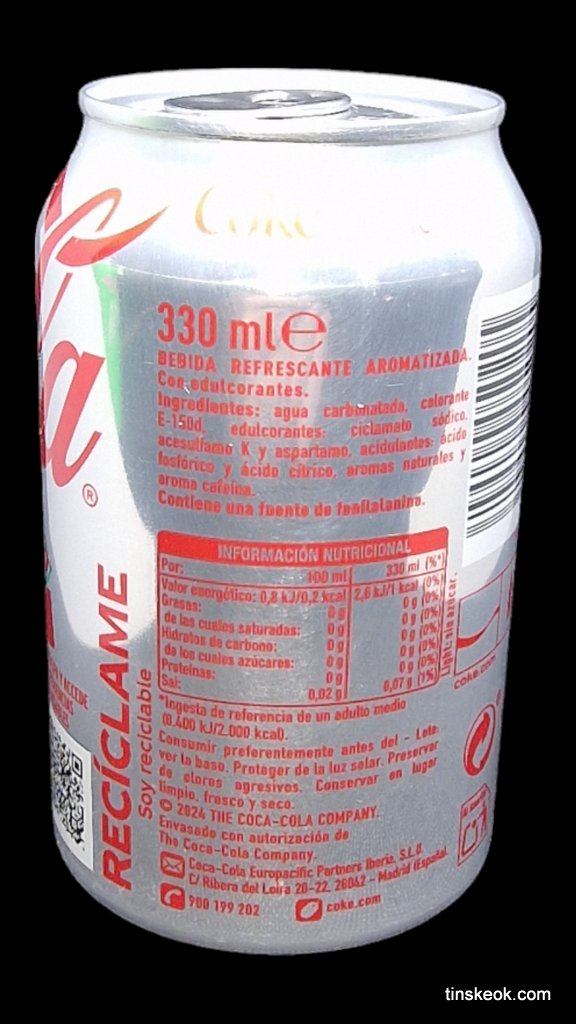 Coke
a®
330 ml℮
BEBIDA REFRESCANTE AROMATIZADA.
Con edulcorantes.
Ingredientes: agua carbonatada, colorante
E-150d, edulcorantes: ciclamato sódico,
acesulfamo K y aspartamo, acidulantes: ácido
fosfórico y ácido cítrico, aromas naturales y
aroma cafeína.
Contiene una fuente de fenilalanina.
INFORMACIÓN NUTRICIONAL
Por: 100 ml 330 ml (%*)
Valor energético: 0,8 kJ/0,2 kcal 2,6 kJ/1 kcal (0%)
Grasas: 0 g 0 g (0%)
de las cuales saturadas: 0 g 0 g (0%)
Hidratos de carbono: 0 g 0 g (0%)
de los cuales azúcares: 0 g 0 g (0%)
Proteínas: 0 g 0 g (0%)
Sal: 0,02 g 0,07 g (1%)
*Ingesta de referencia de un adulto medio
(8.400 kJ/2.000 kcal).
Consumir preferentemente antes del - Lote:
ver la base. Proteger de la luz solar. Preservar
de olores agresivos. Conservar en lugar
limpio, fresco y seco.
© 2024 THE COCA-COLA COMPANY.
Envasado con autorización de
The Coca-Cola Company.
Coca-Cola Europacific Partners Iberia, S.L.U.
C/ Ribera del Loira 20-22, 28042 - Madrid (España).
900 199 202 coke.com
Light: sin azúcar.
coke.com
RECÍCLAME
Soy reciclable
Y ACCEDE
tinskeok.com